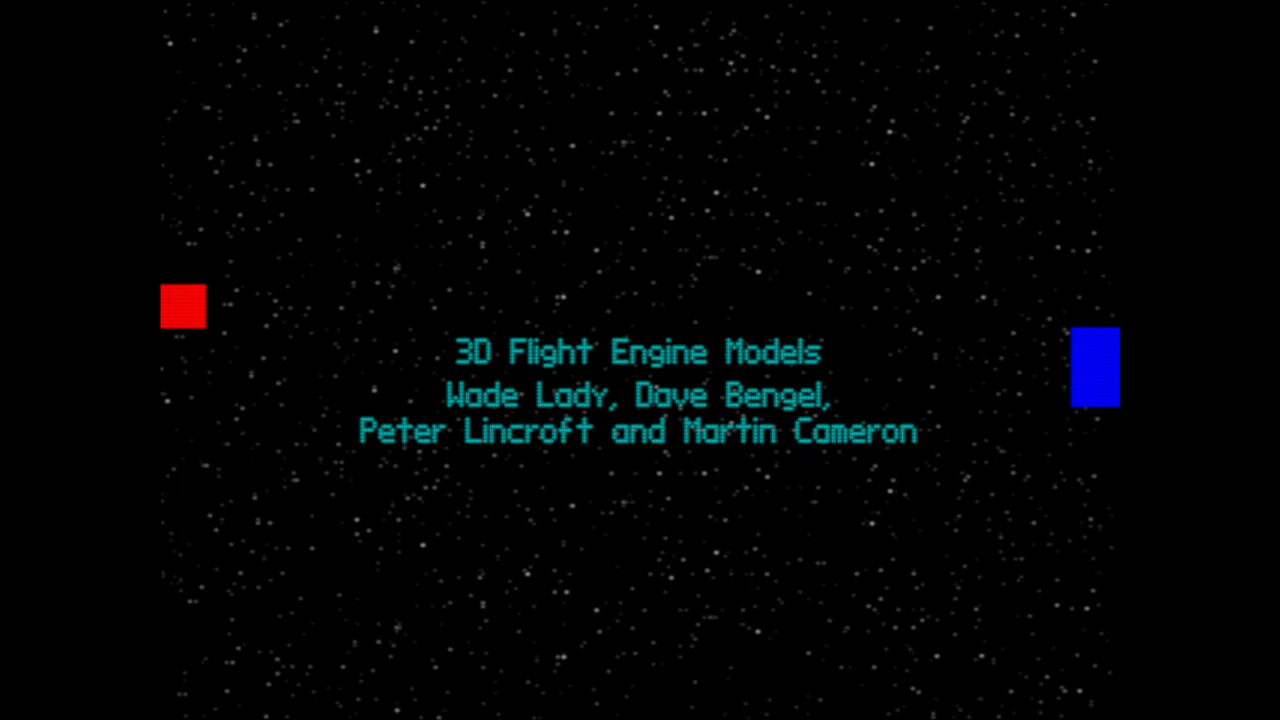 3D Flight Engine Models
Wade Lady, Dave Bengel,
Peter Lincroft and Martin Cameron